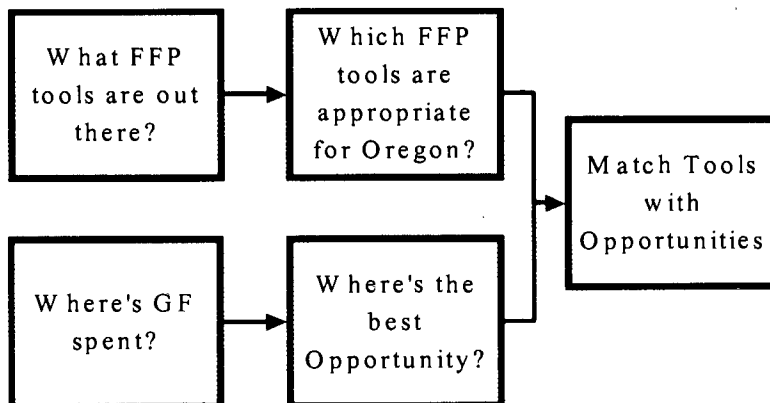 What FFP
tools are out
there?
Which FFP
tools are
appropriate
for Oregon?
Match Tools
with
Opportunities
Where's GF
spent?
Where's the
best
Opportunity?